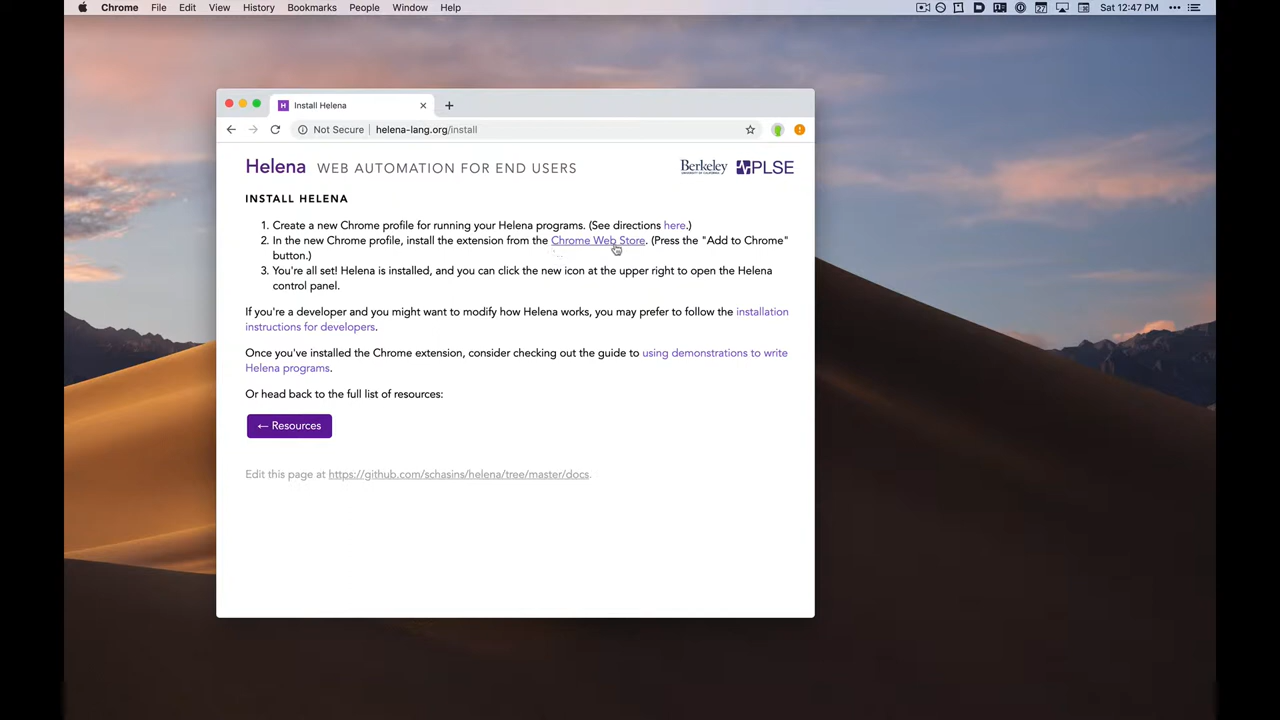 Chrome File Edit View History Bookmarks People Window Help
Sat 12:47 PM
Install Helena
Not Secure helena-lang.org/install
Helena WEB AUTOMATION FOR END USERS
Berkeley
UNIVERSITY OF CALIFORNIA
PLSE
INSTALL HELENA
1. Create a new Chrome profile for running your Helena programs. (See directions here.)
2. In the new Chrome profile, install the extension from the Chrome Web Store. (Press the "Add to Chrome"
button.)
3. You're all set! Helena is installed, and you can click the new icon at the upper right to open the Helena
control panel.
If you're a developer and you might want to modify how Helena works, you may prefer to follow the installation
instructions for developers.
Once you've installed the Chrome extension, consider checking out the guide to using demonstrations to write
Helena programs.
Or head back to the full list of resources:
← Resources
Edit this page at https://github.com/schasins/helena/tree/master/docs.